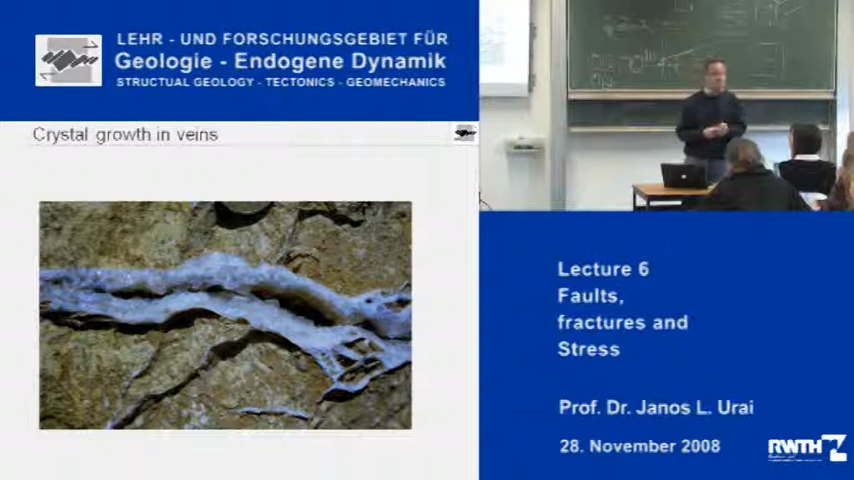 LEHR - UND FORSCHUNGSGEBIET FÜR
Geologie - Endogene Dynamik
STRUCTUAL GEOLOGY - TECTONICS - GEOMECHANICS
Crystal growth in veins
Lecture 6
Faults,
fractures and
Stress
Prof. Dr. Janos L. Urai
28. November 2008
RWTH